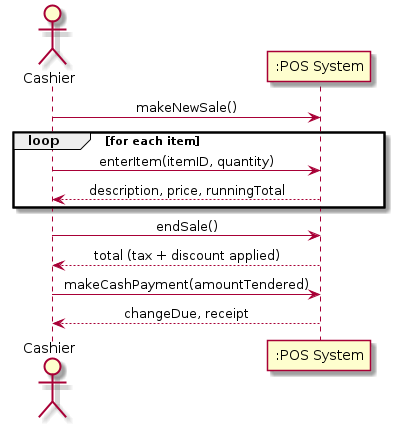 Cashier
:POS System
makeNewSale()
loop [for each item]
enterItem(itemID, quantity)
description, price, runningTotal
endSale()
total (tax + discount applied)
makeCashPayment(amountTendered)
changeDue, receipt
Cashier
:POS System